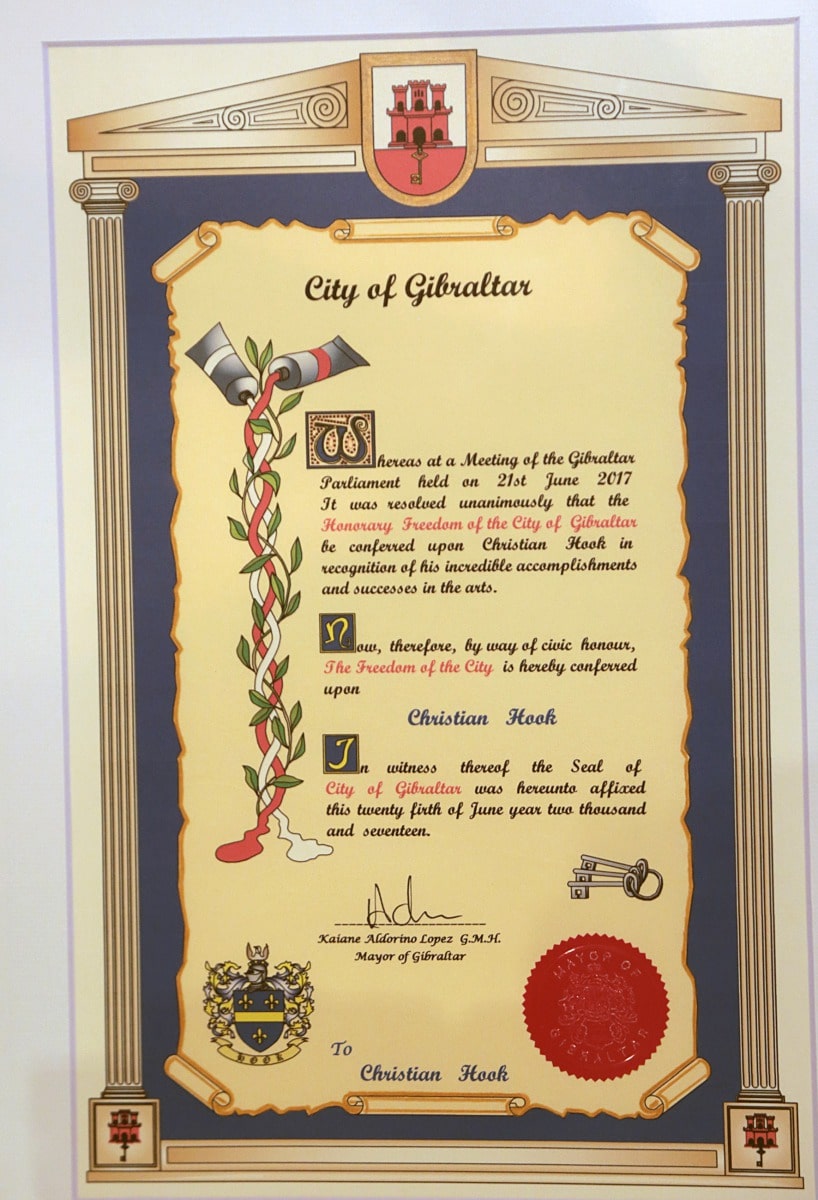 City of Gibraltar
Whereas at a Meeting of the Gibraltar
Parliament held on 21st June 2017
It was resolved unanimously that the
Honorary Freedom of the City of Gibraltar
be conferred upon Christian Hook in
recognition of his incredible accomplishments
and successes in the arts.
Now, therefore, by way of civic honour,
The Freedom of the City is hereby conferred
upon
Christian Hook
In witness thereof the Seal of
City of Gibraltar was hereunto affixed
this twenty firth of June year two thousand
and seventeen.
Kaiane Aldorino Lopez G.M.H.
Mayor of Gibraltar
MAYOR OF
GIBRALTAR
HOOK
To
Christian Hook